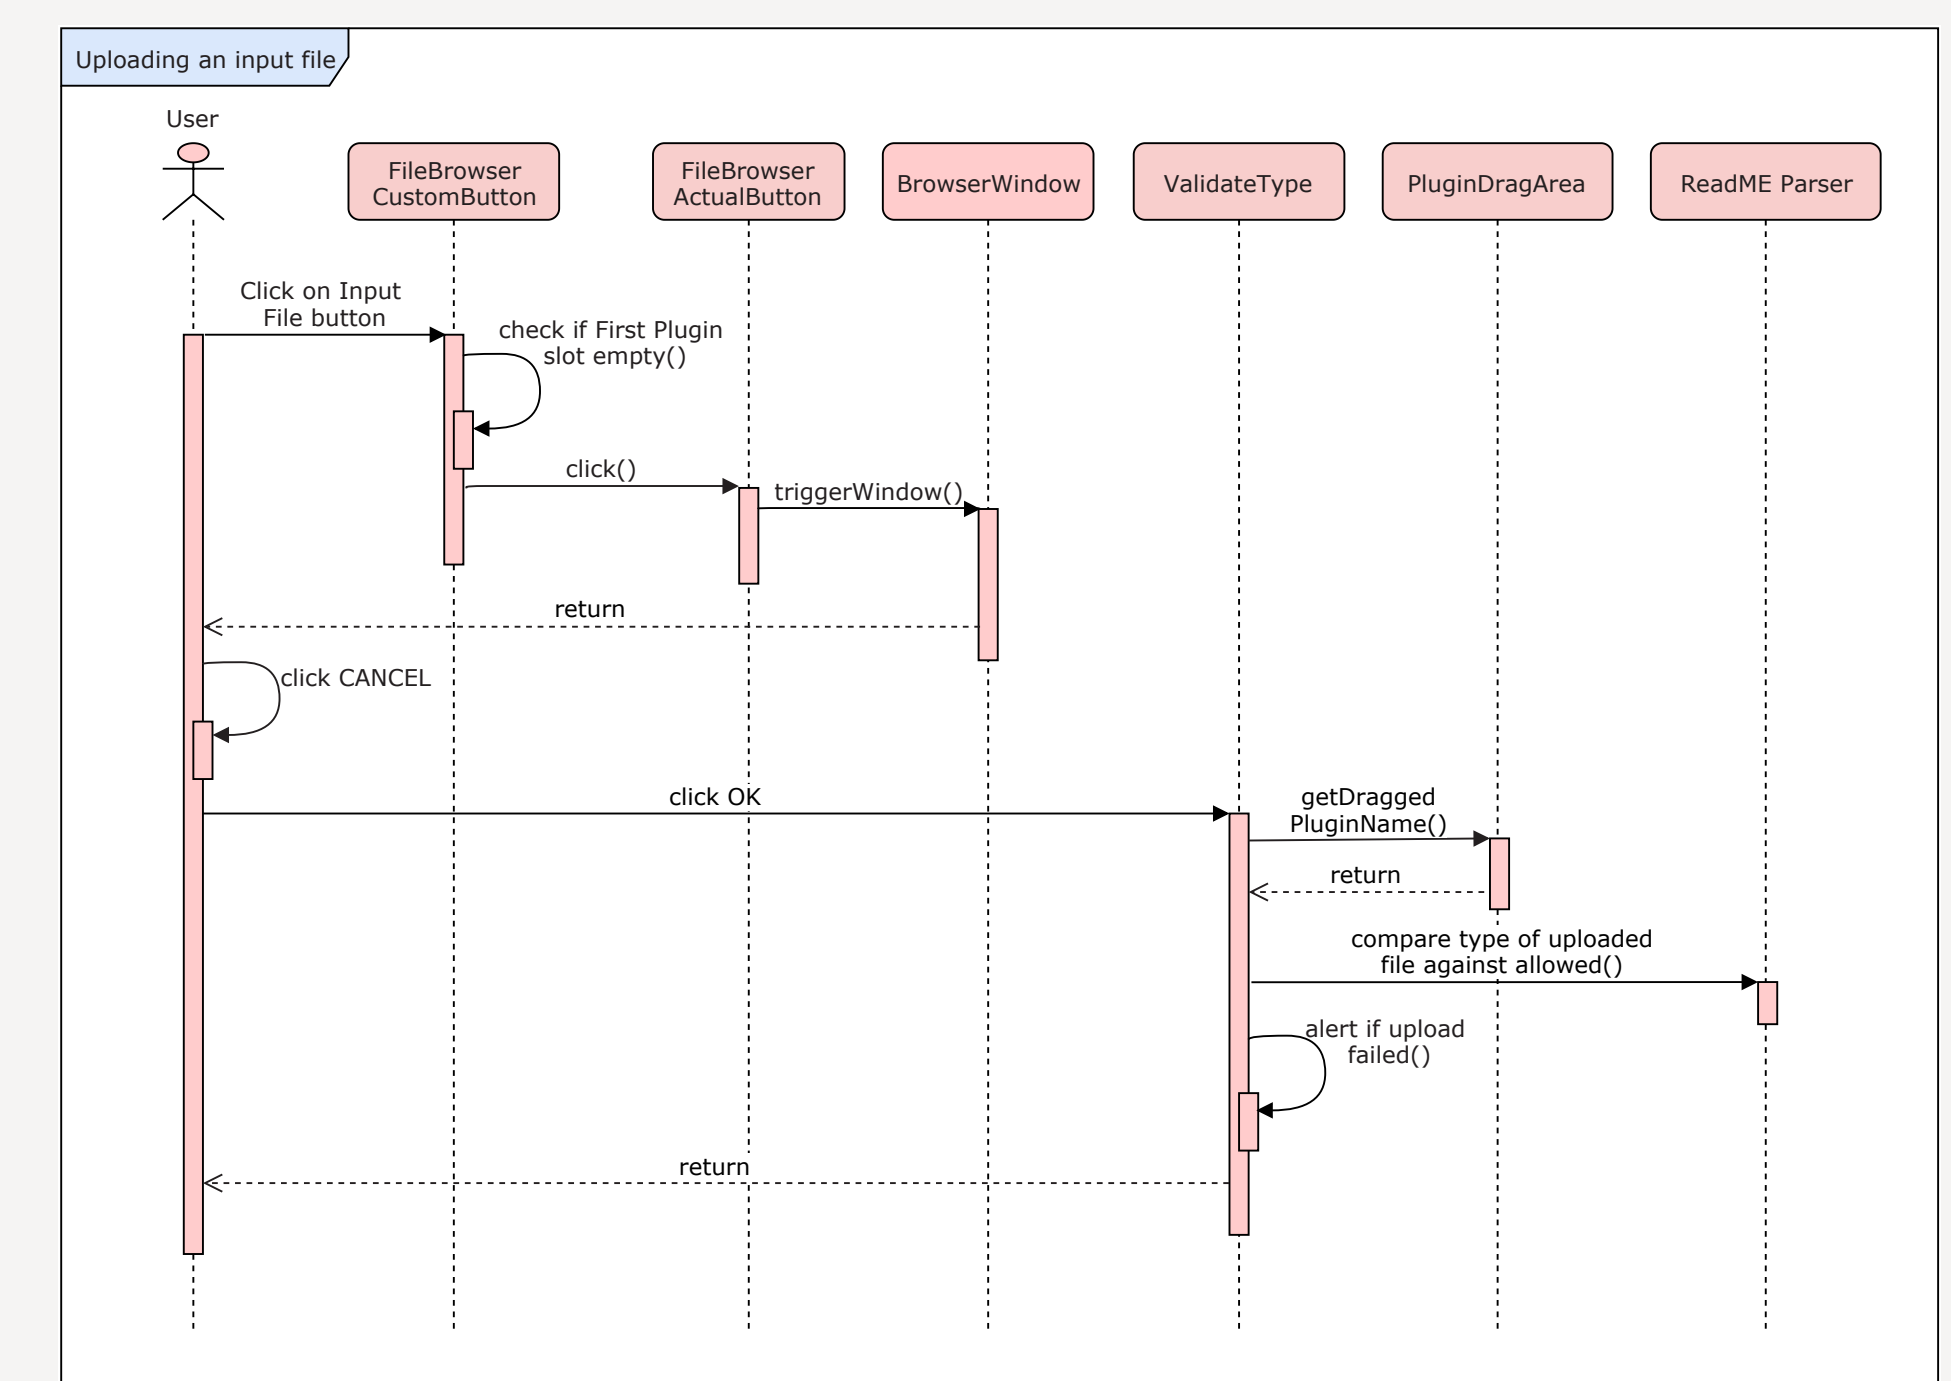 Uploading an input file
User
FileBrowser
CustomButton
FileBrowser
ActualButton
BrowserWindow
ValidateType
PluginDragArea
ReadME Parser
Click on Input
File button
check if First Plugin
slot empty()
click()
triggerWindow()
return
click CANCEL
click OK
getDragged
PluginName()
return
compare type of uploaded
file against allowed()
alert if upload
failed()
return